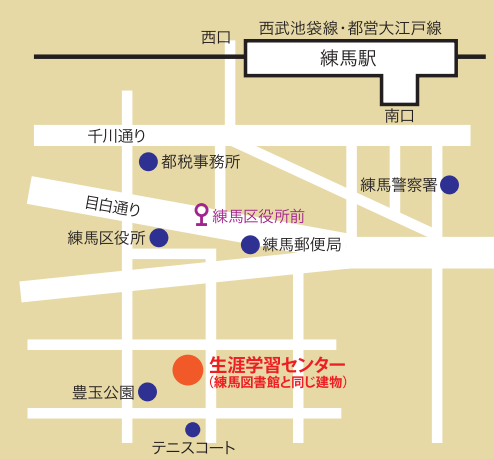 西武池袋線・都営大江戸線
西口
練馬駅
南口
千川通り
都税事務所
練馬警察署
目白通り
練馬区役所前
練馬区役所
練馬郵便局
生涯学習センター
(練馬図書館と同じ建物)
豊玉公園
テニスコート